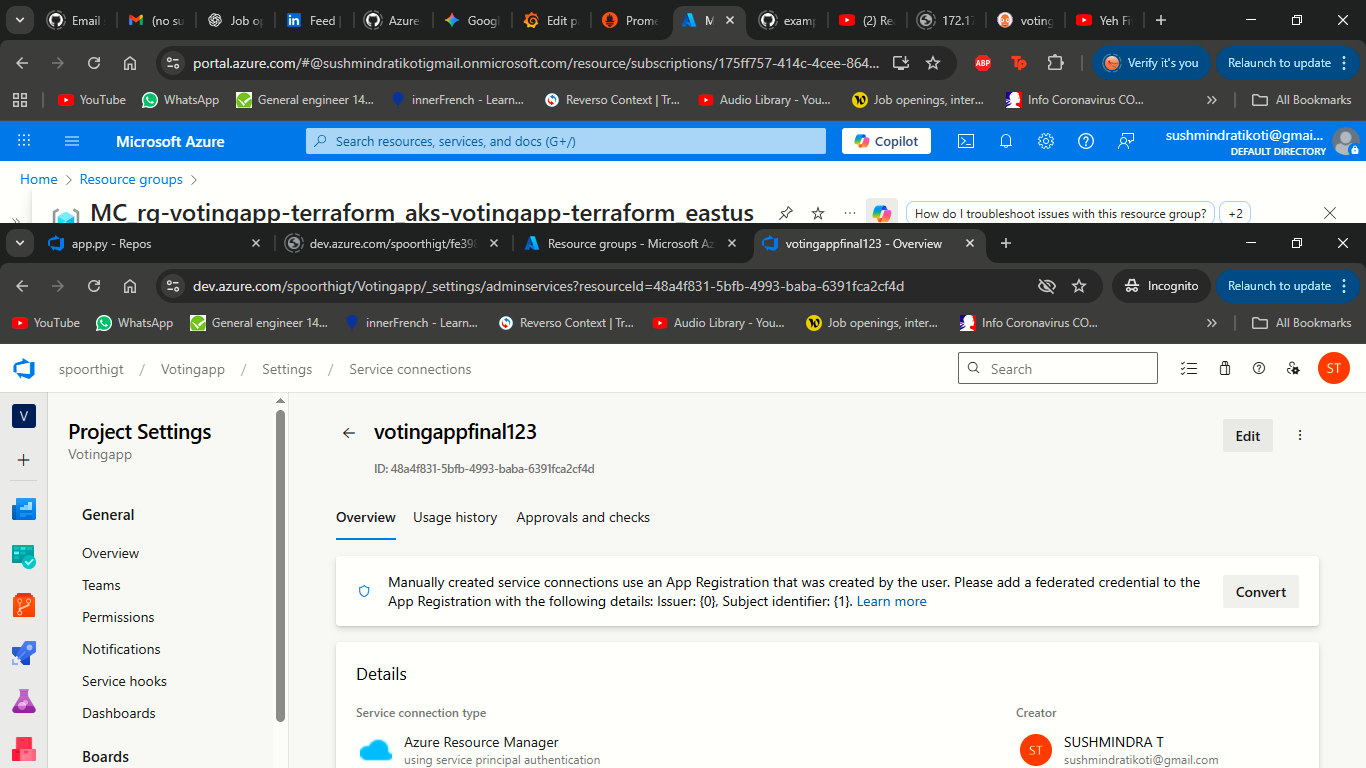 Email
(no su
Job op
Feed
Azure
Googl
Edit p
Prome
M
examp
(2) Re
172.17
voting
Yeh Fi
portal.azure.com/#@sushmindratikotigmail.onmicrosoft.com/resource/subscriptions/175ff757-414c-4cee-864...
ABP
Tp
Verify it's you
Relaunch to update
YouTube
WhatsApp
General engineer 14...
innerFrench - Learn...
Reverso Context | Tr...
Audio Library - You...
Job openings, inter...
Info Coronavirus CO...
All Bookmarks
Microsoft Azure
Search resources, services, and docs (G+/)
Copilot
sushmindratikoti@gmai...
DEFAULT DIRECTORY
Home
Resource groups
MC_rg-votingapp-terraform_aks-votingapp-terraform_eastus
How do I troubleshoot issues with this resource group?
+2
app.py - Repos
dev.azure.com/spoorthigt/fe398
Resource groups - Microsoft Az
votingappfinal123 - Overview
dev.azure.com/spoorthigt/Votingapp/_settings/adminservices?resourceId=48a4f831-5bfb-4993-baba-6391fca2cf4d
Incognito
Relaunch to update
YouTube
WhatsApp
General engineer 14...
innerFrench - Learn...
Reverso Context | Tr...
Audio Library - You...
Job openings, inter...
Info Coronavirus CO...
All Bookmarks
spoorthigt / Votingapp / Settings / Service connections
Search
ST
V
Project Settings
Votingapp
General
Overview
Teams
Permissions
Notifications
Service hooks
Dashboards
Boards
votingappfinal123
ID: 48a4f831-5bfb-4993-baba-6391fca2cf4d
Edit
Overview
Usage history
Approvals and checks
Manually created service connections use an App Registration that was created by the user. Please add a federated credential to the
App Registration with the following details: Issuer: {0}, Subject identifier: {1}. Learn more
Convert
Details
Service connection type
Azure Resource Manager
using service principal authentication
Creator
ST
SUSHMINDRA T
sushmindratikoti@gmail.com